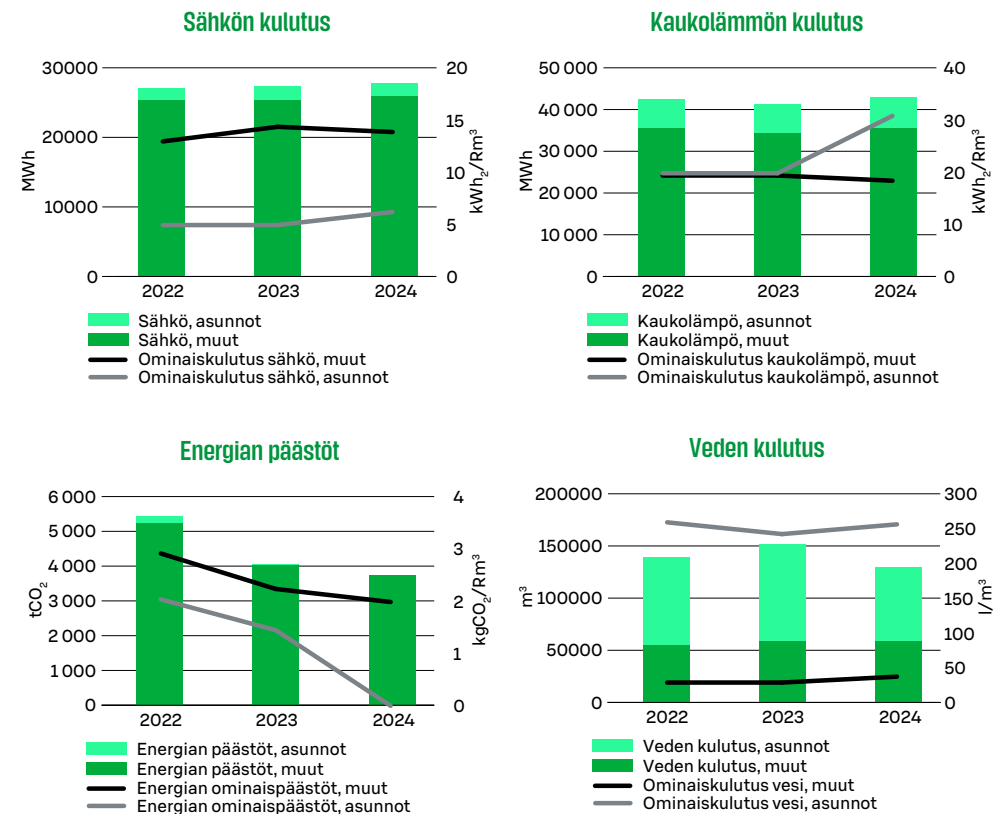 Sähkön kulutus
30000
20000
10000
0
MWh
20
15
10
5
0
kWh₂/Rm³
2022 2023 2024
Sähkö, asunnot
Sähkö, muut
Ominaiskulutus sähkö, muut
Ominaiskulutus sähkö, asunnot
Kaukolämmön kulutus
50 000
40 000
30 000
20 000
10 000
0
MWh
40
30
20
10
0
kWh₂/Rm³
2022 2023 2024
Kaukolämpö, asunnot
Kaukolämpö, muut
Ominaiskulutus kaukolämpö, muut
Ominaiskulutus kaukolämpö, asunnot
Energian päästöt
6 000
5 000
4 000
3 000
2 000
1 000
0
tCO₂
4
3
2
1
0
kgCO₂/Rm³
2022 2023 2024
Energian päästöt, asunnot
Energian päästöt, muut
Energian ominaispäästöt, muut
Energian ominaispäästöt, asunnot
Veden kulutus
200000
150000
100000
50000
0
m³
300
250
200
150
100
50
0
l/m³
2022 2023 2024
Veden kulutus, asunnot
Veden kulutus, muut
Ominaiskulutus vesi, muut
Ominaiskulutus vesi, asunnot